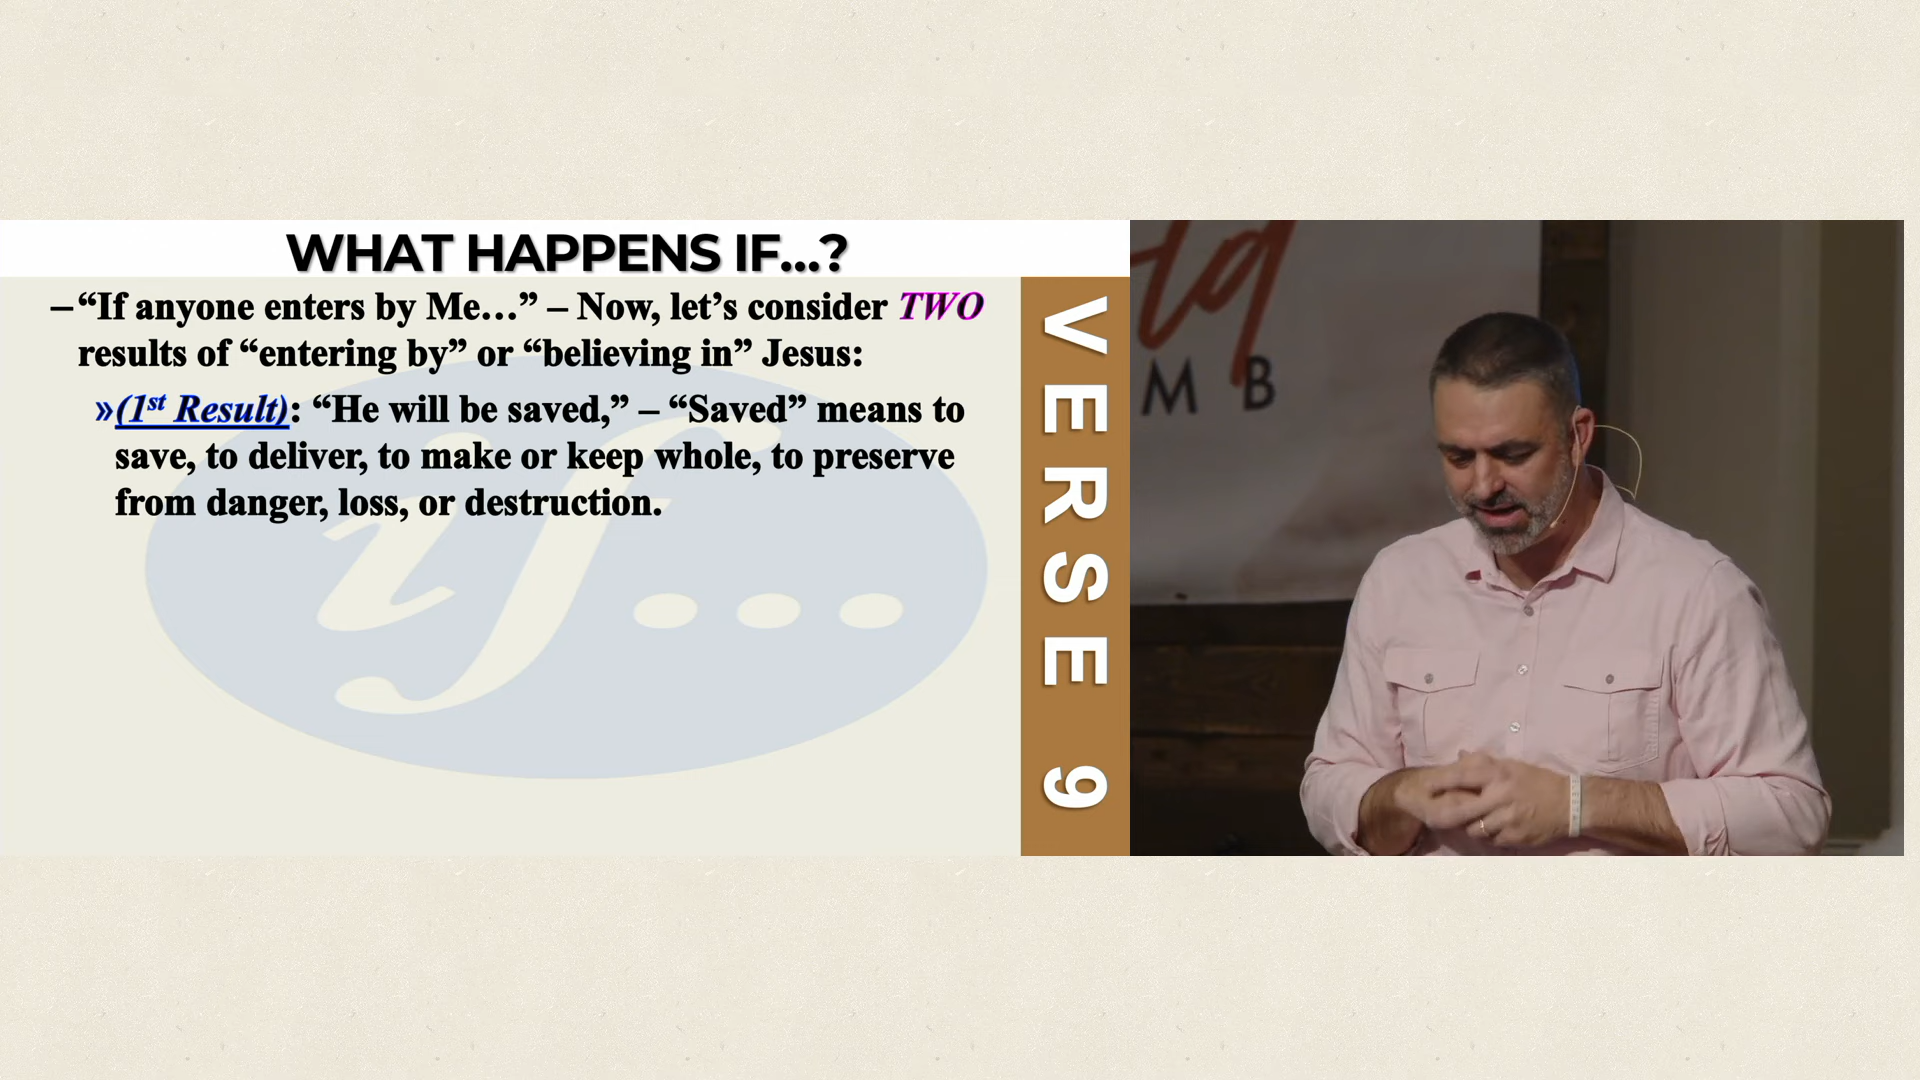 WHAT HAPPENS IF...?
–“If anyone enters by Me…” – Now, let’s consider TWO
results of “entering by” or “believing in” Jesus:
»(1st Result): “He will be saved,” – “Saved” means to
save, to deliver, to make or keep whole, to preserve
from danger, loss, or destruction.
if...
VERSE 9
MB